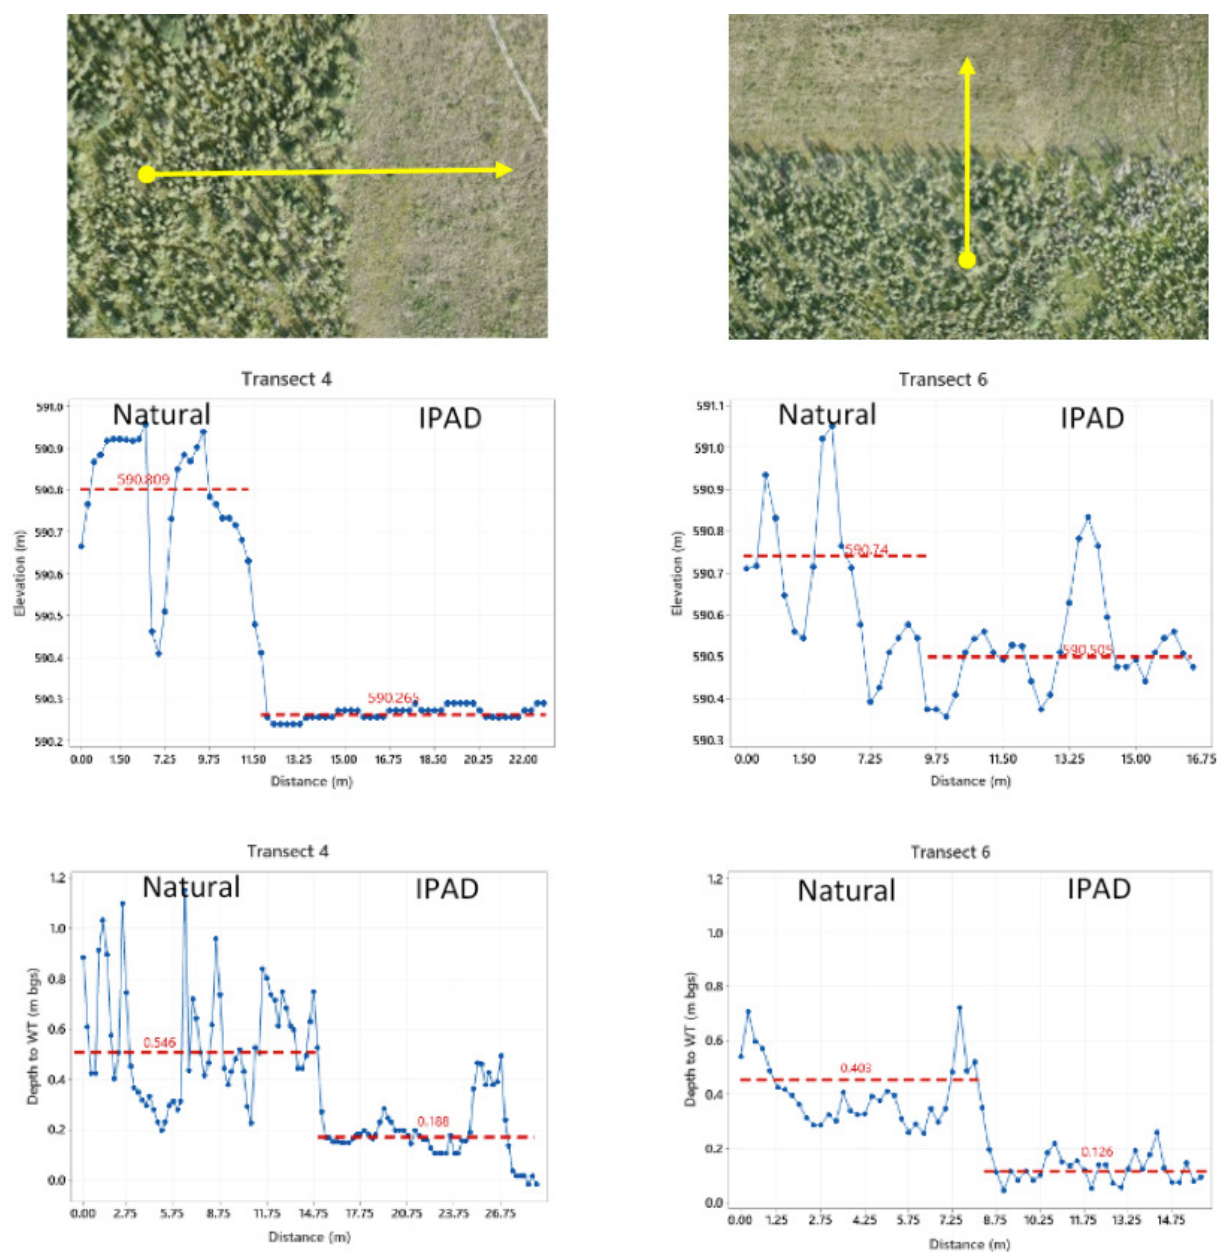 Transect 4
Natural IPAD
591.0
590.9
590.809
590.8
590.7
590.6
590.5
590.4
590.3
590.265
590.2
Elevation (m)
0.00 1.50 7.25 9.75 11.50 13.25 15.00 16.75 18.50 20.25 22.00
Distance (m)
Transect 6
Natural IPAD
591.1
591.0
590.9
590.8
590.74
590.7
590.6
590.505
590.5
590.4
590.3
Elevation (m)
0.00 1.50 7.25 9.75 11.50 13.25 15.00 16.75
Distance (m)
Transect 4
Natural IPAD
1.2
1.0
0.8
0.6
0.546
0.4
0.188
0.2
0.0
Depth to WT (m bgs)
0.00 2.75 5.75 8.75 11.75 14.75 17.75 20.75 23.75 26.75
Distance (m)
Transect 6
Natural IPAD
1.2
1.0
0.8
0.6
0.403
0.4
0.2
0.126
0.0
Depth to WT (m bgs)
0.00 1.25 2.75 4.25 5.75 7.25 8.75 10.25 11.75 13.25 14.75
Distance (m)